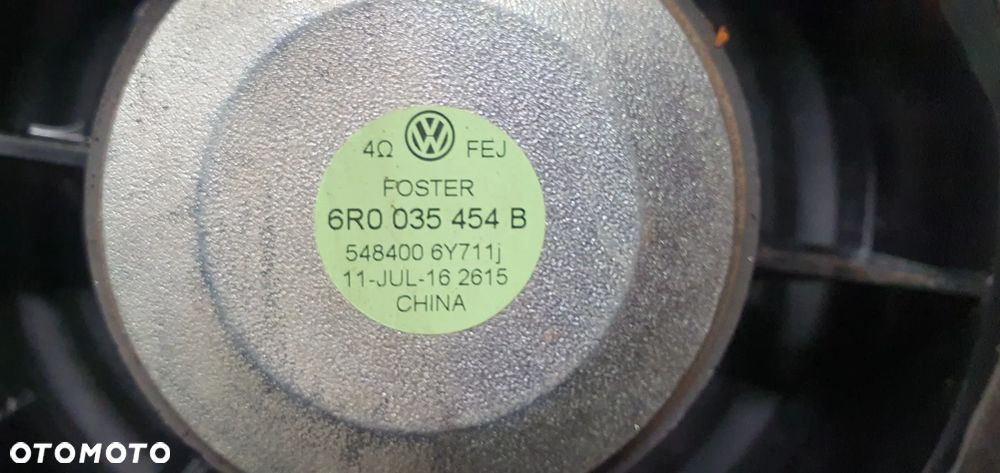 4Ω VW FEJ
FOSTER
6R0 035 454 B
548400 6Y711j
11-JUL-16 2615
CHINA
OTOMOTO